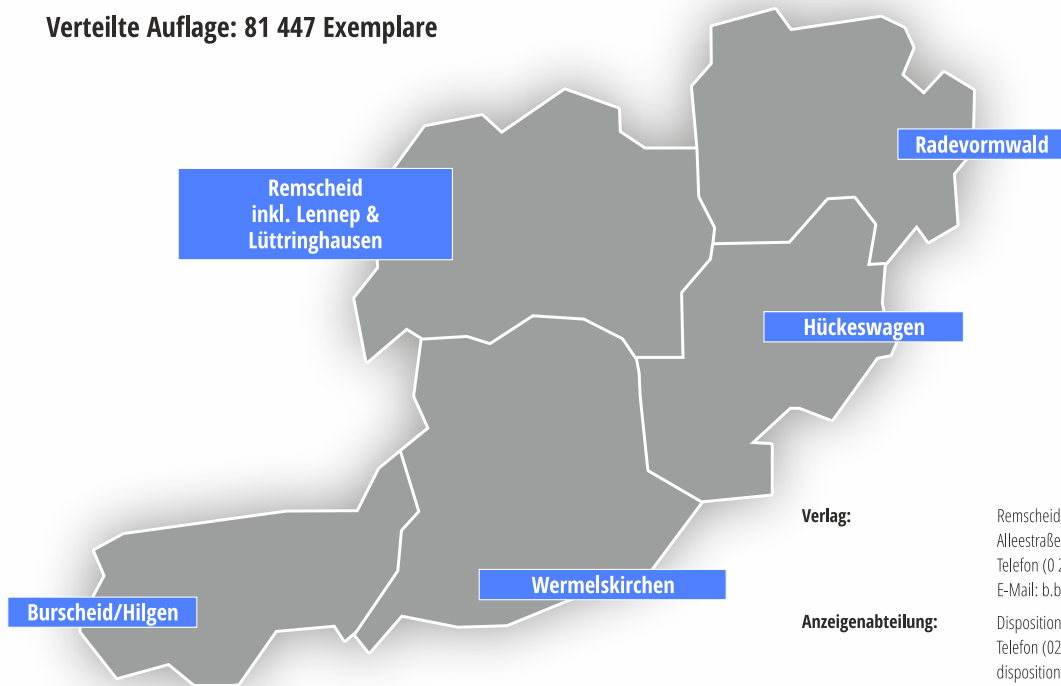 Verteilte Auflage: 81 447 Exemplare
Radevormwald
Remscheid
inkl. Lennep &
Lüttringhausen
Hückeswagen
Wermelskirchen
Burscheid/Hilgen
Verlag:
Remscheid
Alleestraße
Telefon (0 2
E-Mail: b.b
Anzeigenabteilung:
Disposition
Telefon (02
disposition